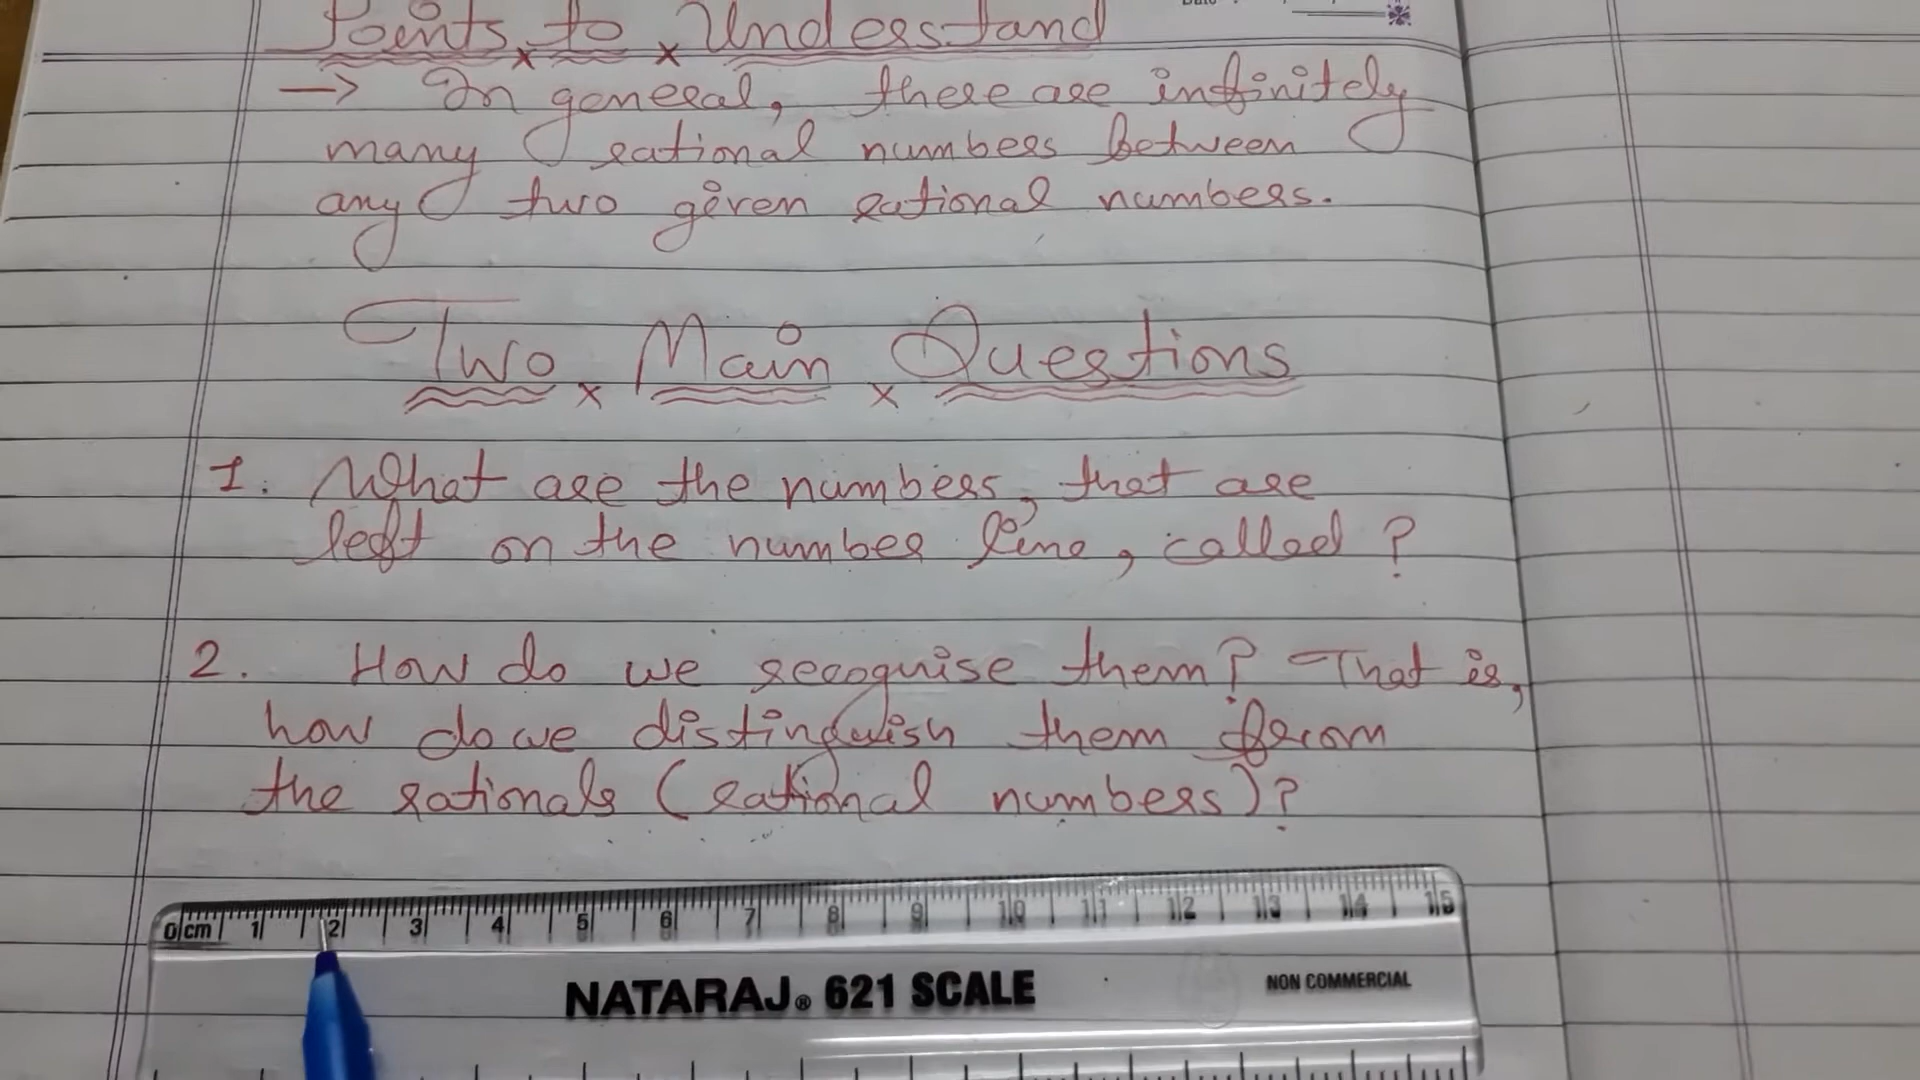 Points to Understand
→ In general, there are infinitely
many rational numbers between
any two given rational numbers.
Two Main Questions
1. What are the numbers, that are
left on the number line, called?
2. How do we recognise them? That is,
how do we distinguish them from
the rationals (rational numbers)?
0 cm 1 2 3 4 5 6 7 8 9 10 11 12 13 14 15
NATARAJ® 621 SCALE
NON COMMERCIAL